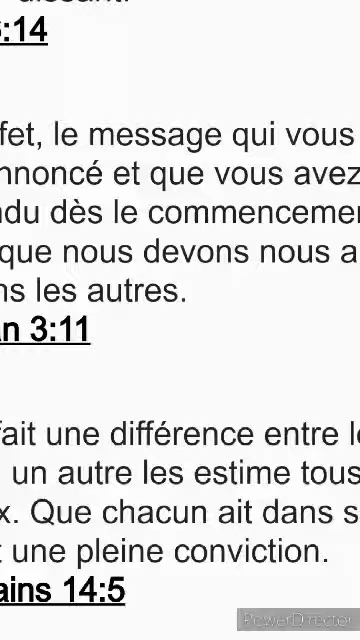 :14
fet, le message qui vous
nnoncé et que vous avez
ndu dès le commencemen
que nous devons nous a
ns les autres.
an 3:11
fait une différence entre le
un autre les estime tous
x. Que chacun ait dans s
t une pleine conviction.
ains 14:5
PowerDirector